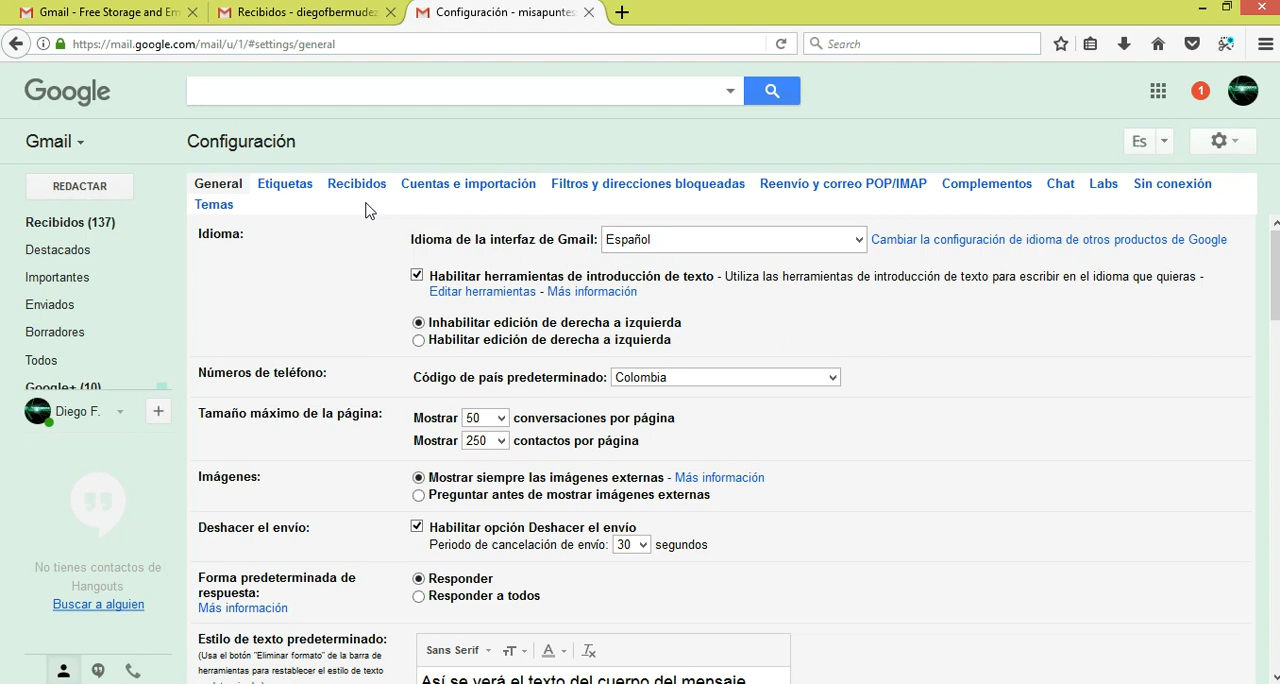 Gmail - Free Storage and Em
Recibidos - diegofbermudez
Configuración - misapuntes
https://mail.google.com/mail/u/1/#settings/general
Search
Google
1
Gmail
Configuración
Es
REDACTAR
General Etiquetas Recibidos Cuentas e importación Filtros y direcciones bloqueadas Reenvío y correo POP/IMAP Complementos Chat Labs Sin conexión
Temas
Recibidos (137)
Destacados
Importantes
Enviados
Borradores
Todos
Google+ (10)
Diego F.
No tienes contactos de
Hangouts
Buscar a alguien
Idioma:
Idioma de la interfaz de Gmail: Español Cambiar la configuración de idioma de otros productos de Google
Habilitar herramientas de introducción de texto - Utiliza las herramientas de introducción de texto para escribir en el idioma que quieras -
Editar herramientas - Más información
Inhabilitar edición de derecha a izquierda
Habilitar edición de derecha a izquierda
Números de teléfono:
Código de país predeterminado: Colombia
Tamaño máximo de la página:
Mostrar 50 conversaciones por página
Mostrar 250 contactos por página
Imágenes:
Mostrar siempre las imágenes externas - Más información
Preguntar antes de mostrar imágenes externas
Deshacer el envío:
Habilitar opción Deshacer el envío
Periodo de cancelación de envío: 30 segundos
Forma predeterminada de
respuesta:
Más información
Responder
Responder a todos
Estilo de texto predeterminado:
(Usa el botón "Eliminar formato" de la barra de
herramientas para restablecer el estilo de texto
Sans Serif
Así se verá el texto del cuerpo del mensaje